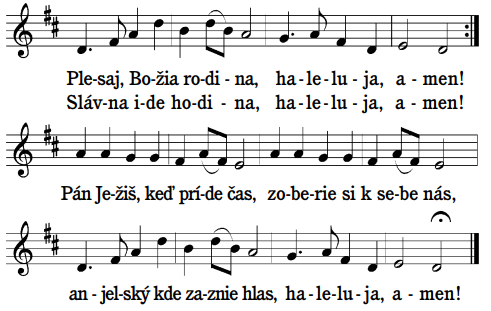 Ple-saj, Bo-žia ro-di - na, ha-le-lu-ja, a-men!
Sláv-na i-de ho-di - na, ha-le-lu-ja, a-men!
Pán Je-žiš, keď prí-de čas, zo-be-rie si k se-be nás,
an-jel-ský kde za-znie hlas, ha-le-lu-ja, a-men!